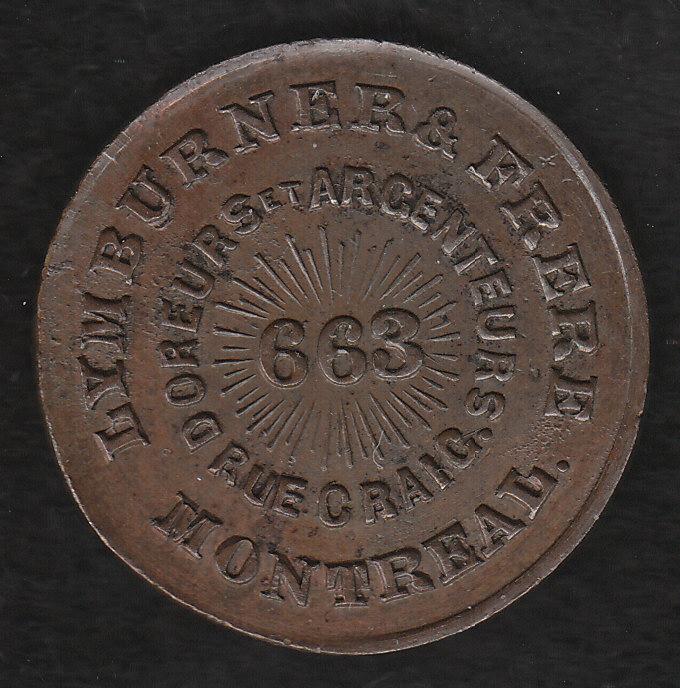 LYMBURNER & FRERE
DOREURS ET ARGENTEURS
663
RUE CRAIG.
MONTREAL.